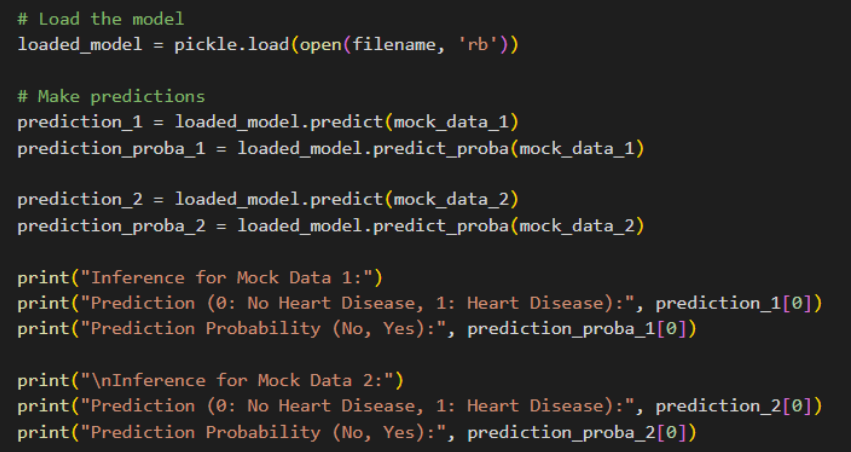 # Load the model
loaded_model = pickle.load(open(filename, 'rb'))
# Make predictions
prediction_1 = loaded_model.predict(mock_data_1)
prediction_proba_1 = loaded_model.predict_proba(mock_data_1)
prediction_2 = loaded_model.predict(mock_data_2)
prediction_proba_2 = loaded_model.predict_proba(mock_data_2)
print("Inference for Mock Data 1:")
print("Prediction (0: No Heart Disease, 1: Heart Disease):", prediction_1[0])
print("Prediction Probability (No, Yes):", prediction_proba_1[0])
print("\nInference for Mock Data 2:")
print("Prediction (0: No Heart Disease, 1: Heart Disease):", prediction_2[0])
print("Prediction Probability (No, Yes):", prediction_proba_2[0])